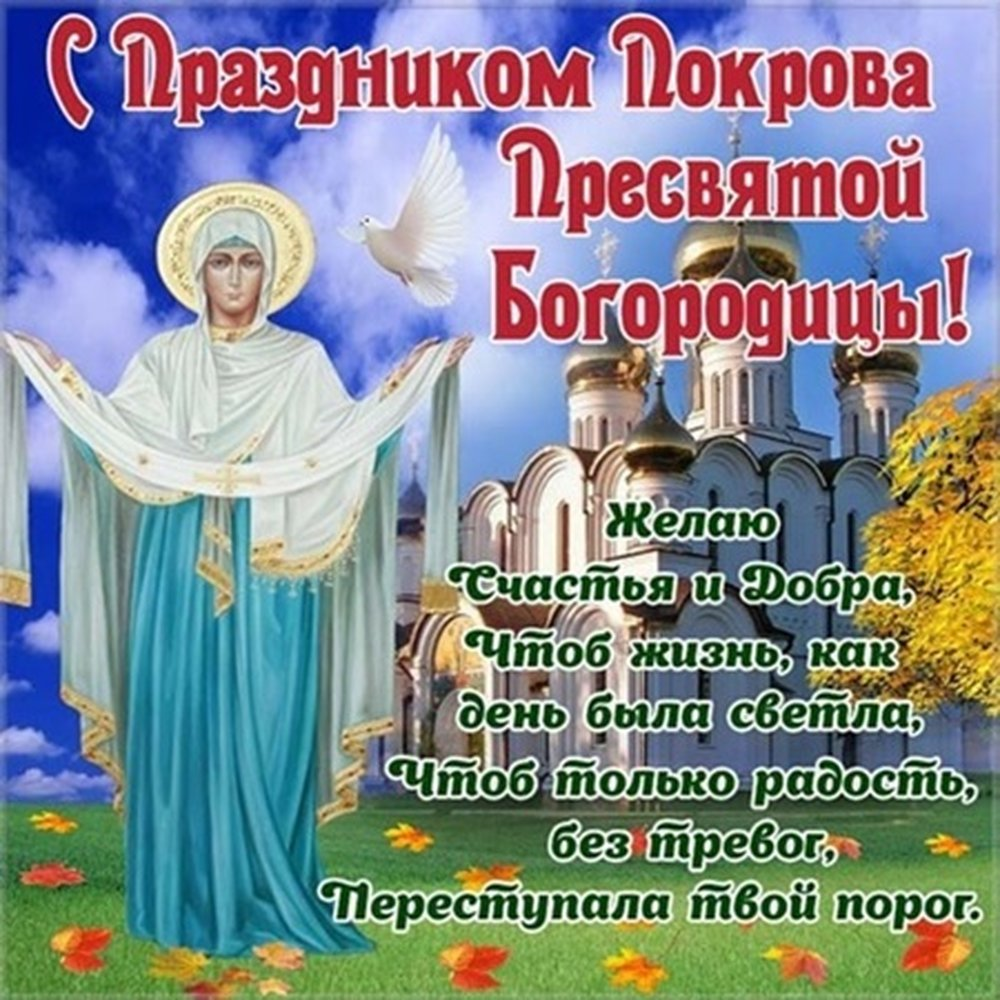 С Праздником Покрова
Пресвятой
Богородицы!
Желаю
Счастья и Добра,
Чтоб жизнь, как
день была светла,
Чтоб только радость,
без тревог,
Переступала твой порог.